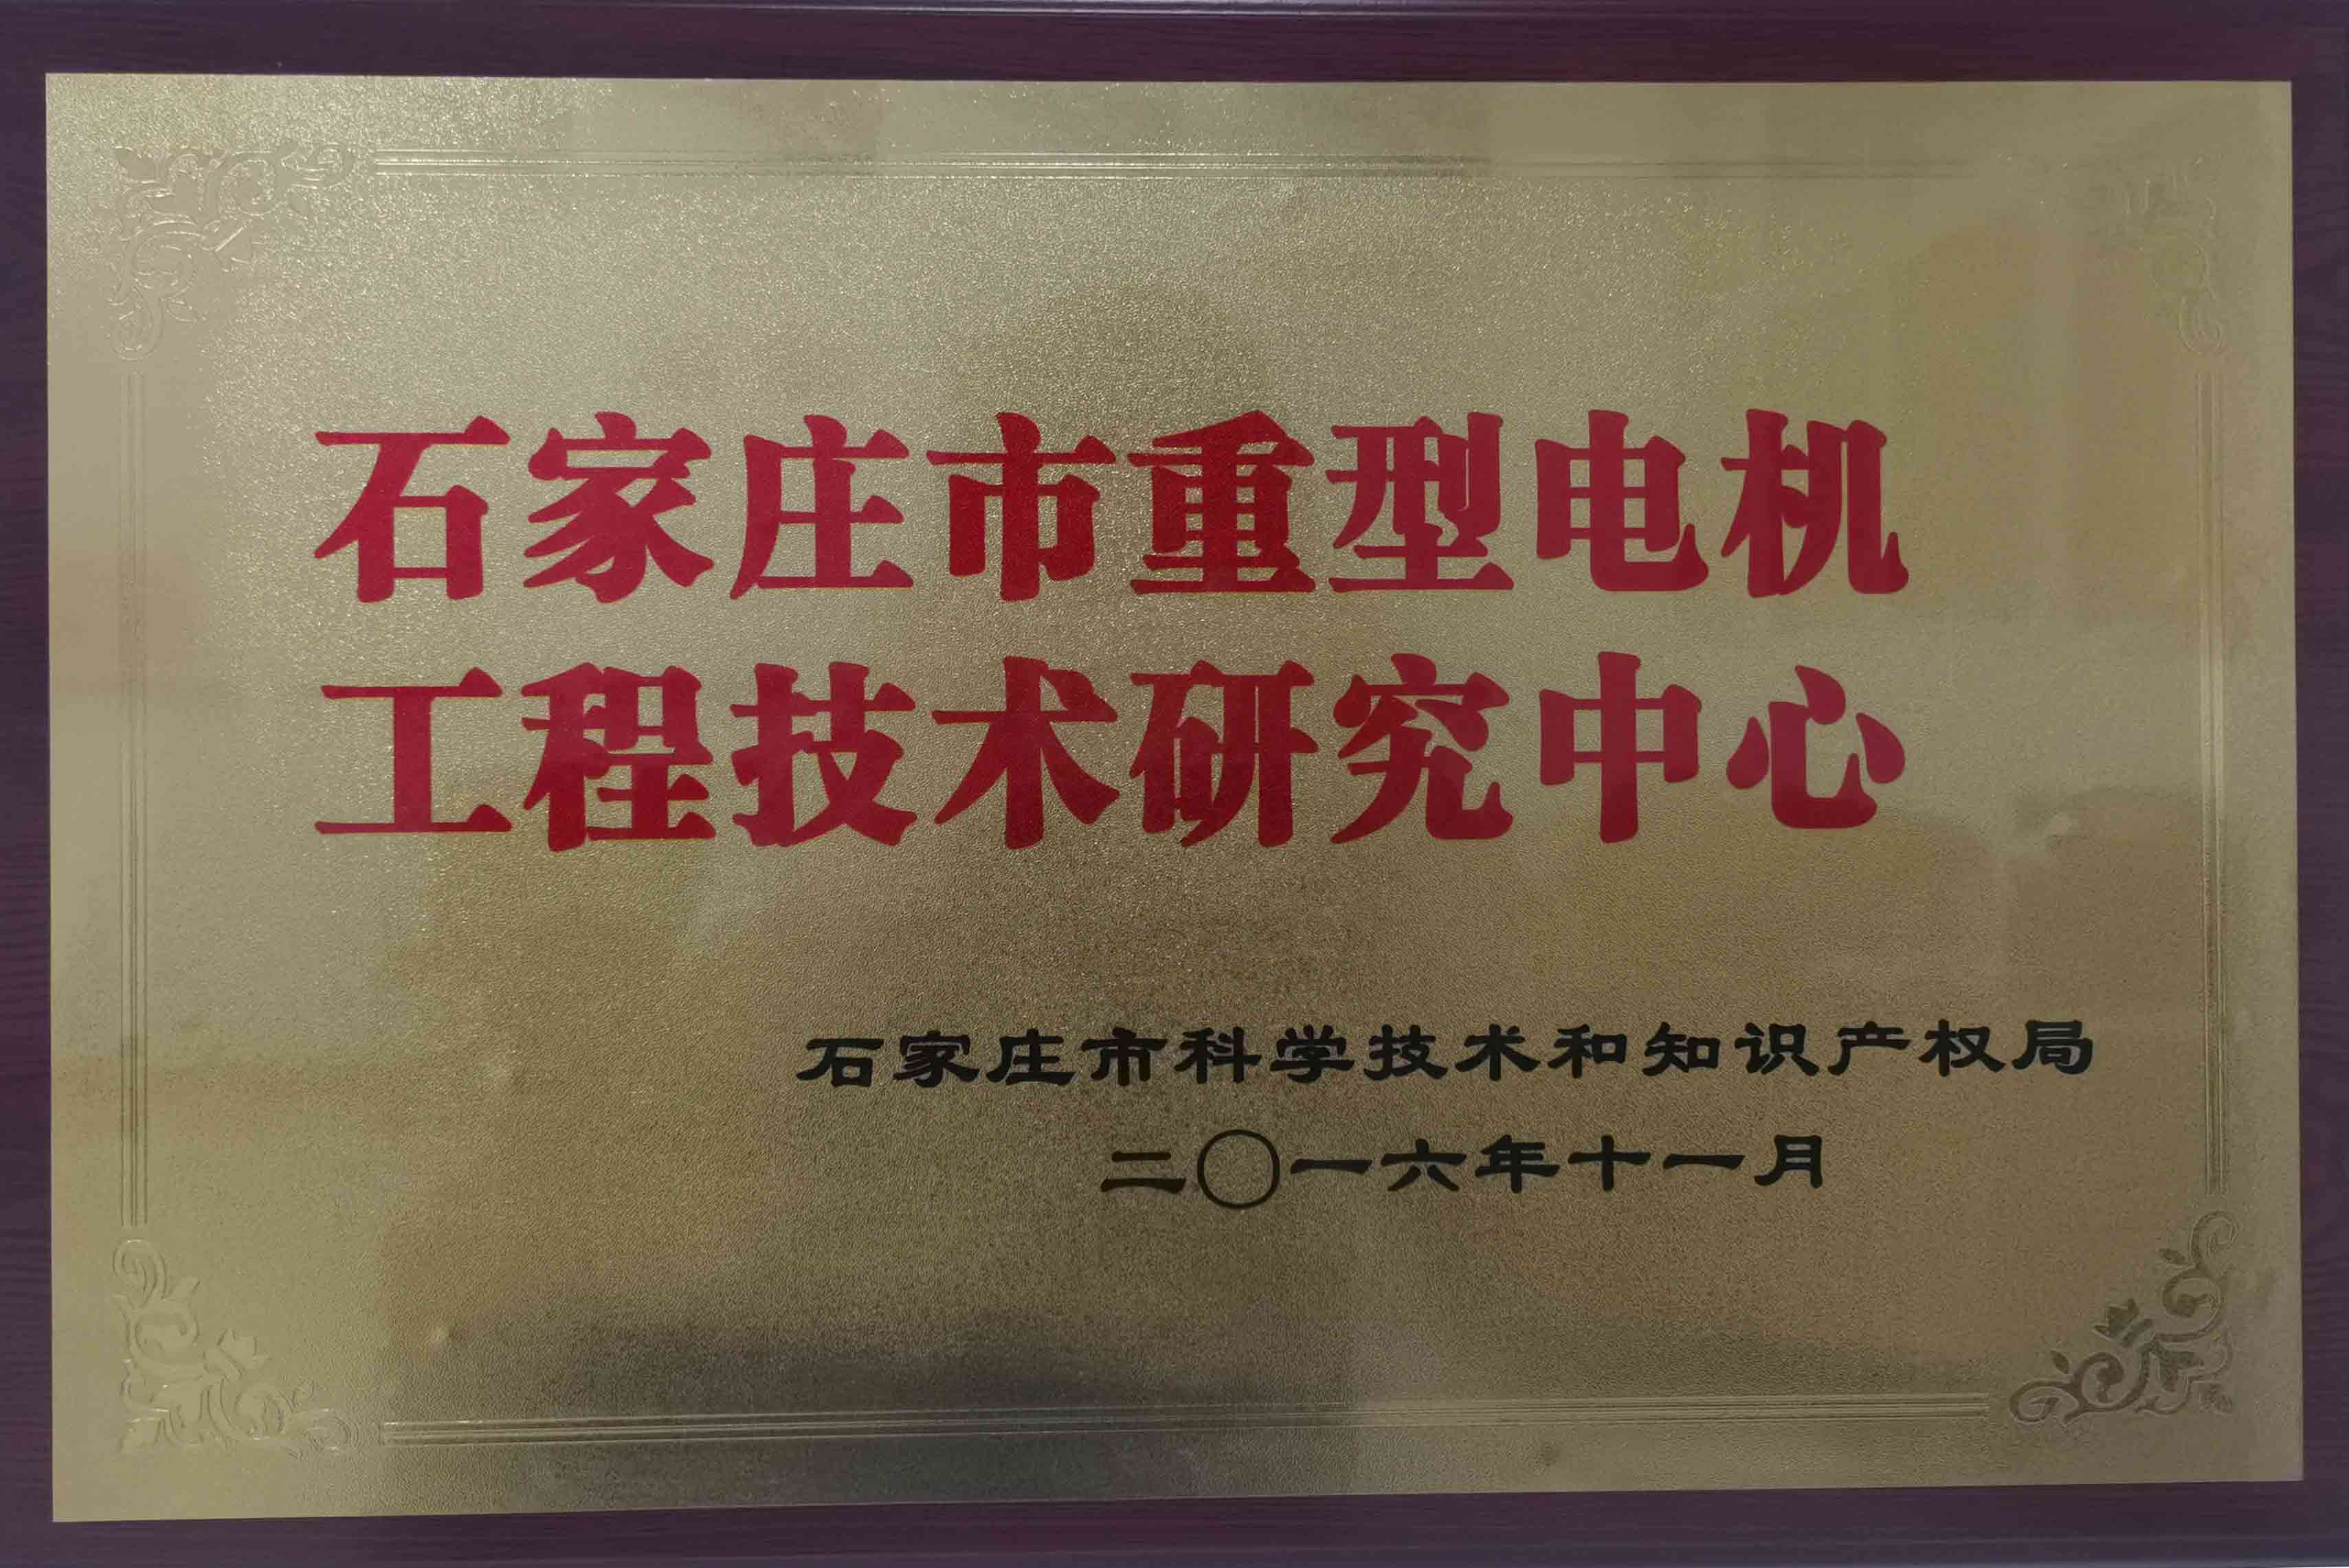 石家庄市重型电机
工程技术研究中心
石家庄市科学技术和知识产权局
二〇一六年十一月